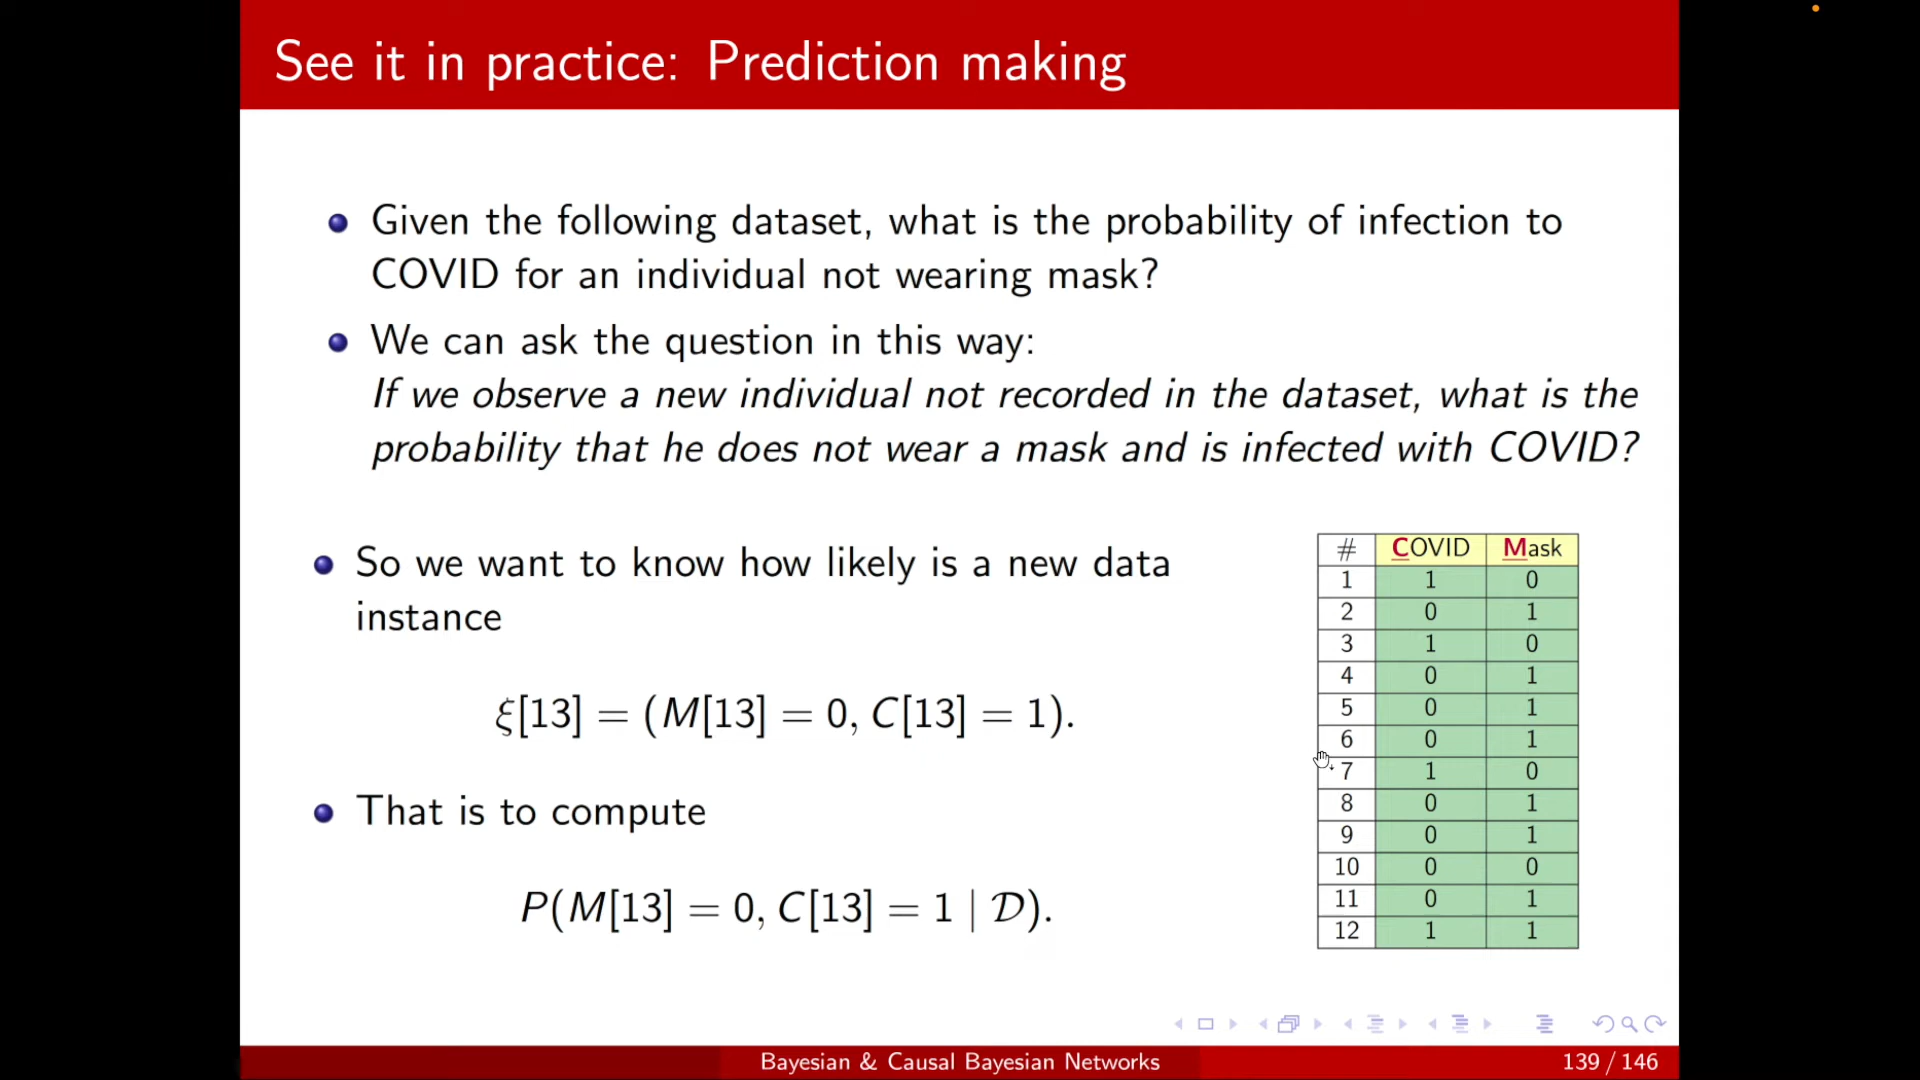 See it in practice: Prediction making
Given the following dataset, what is the probability of infection to
COVID for an individual not wearing mask?
We can ask the question in this way:
If we observe a new individual not recorded in the dataset, what is the
probability that he does not wear a mask and is infected with COVID?
So we want to know how likely is a new data
instance
ξ[13] = (M[13] = 0, C[13] = 1).
That is to compute
P(M[13] = 0, C[13] = 1 | 𝒟).
# COVID Mask
1 1 0
2 0 1
3 1 0
4 0 1
5 0 1
6 0 1
7 1 0
8 0 1
9 0 1
10 0 0
11 0 1
12 1 1
Bayesian & Causal Bayesian Networks
139 / 146